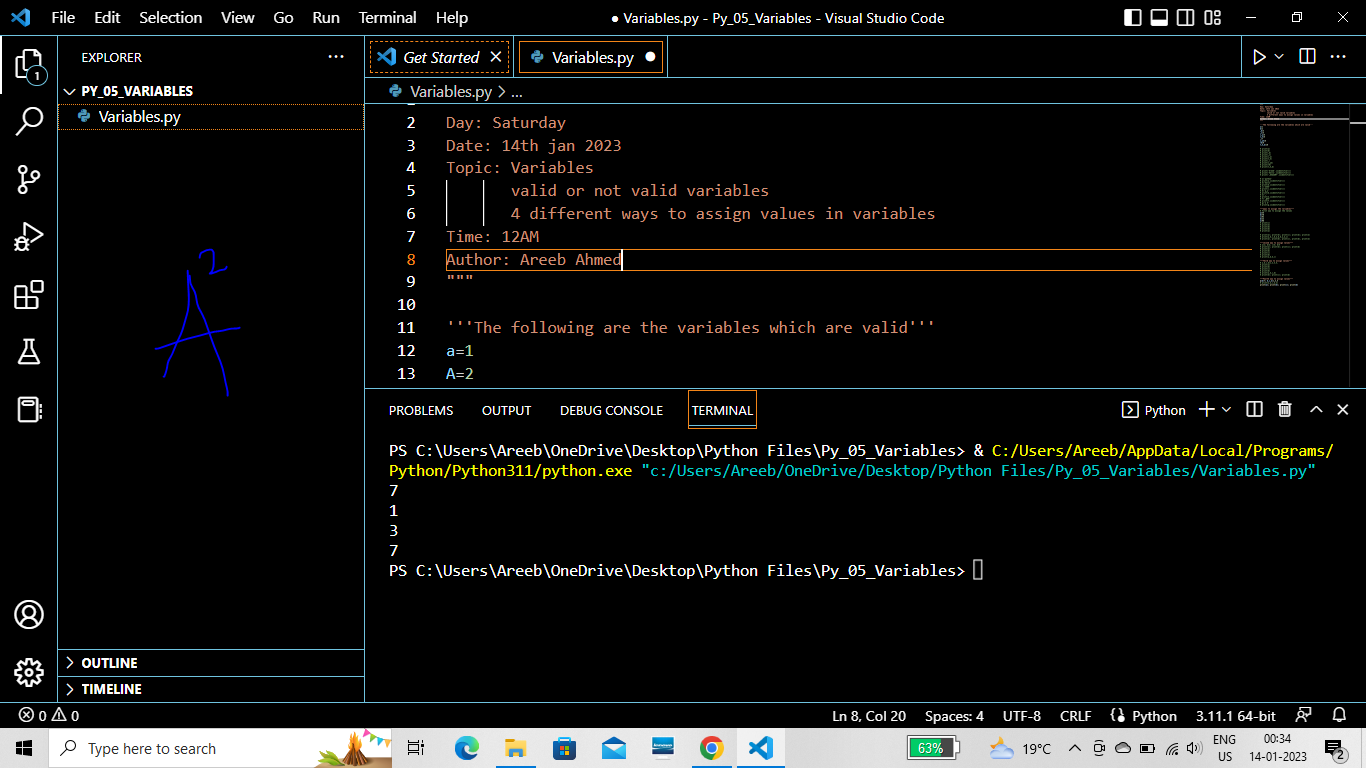 File Edit Selection View Go Run Terminal Help ● Variables.py - Py_05_Variables - Visual Studio Code
EXPLORER ...
Get Started Variables.py
PY_05_VARIABLES
Variables.py > ...
Variables.py
2 Day: Saturday
3 Date: 14th jan 2023
4 Topic: Variables
5 valid or not valid variables
6 4 different ways to assign values in variables
7 Time: 12AM
8 Author: Areeb Ahmed
9 """
10
11 '''The following are the variables which are valid'''
12 a=1
13 A=2
A²
PROBLEMS OUTPUT DEBUG CONSOLE TERMINAL Python
PS C:\Users\Areeb\OneDrive\Desktop\Python Files\Py_05_Variables> & C:/Users/Areeb/AppData/Local/Programs/
Python/Python311/python.exe "c:/Users/Areeb/OneDrive/Desktop/Python Files/Py_05_Variables/Variables.py"
7
1
3
7
PS C:\Users\Areeb\OneDrive\Desktop\Python Files\Py_05_Variables>
1
OUTLINE
TIMELINE
0 0 Ln 8, Col 20 Spaces: 4 UTF-8 CRLF Python 3.11.1 64-bit
Type here to search 63% 19°C ENG US 00:34 14-01-2023 2